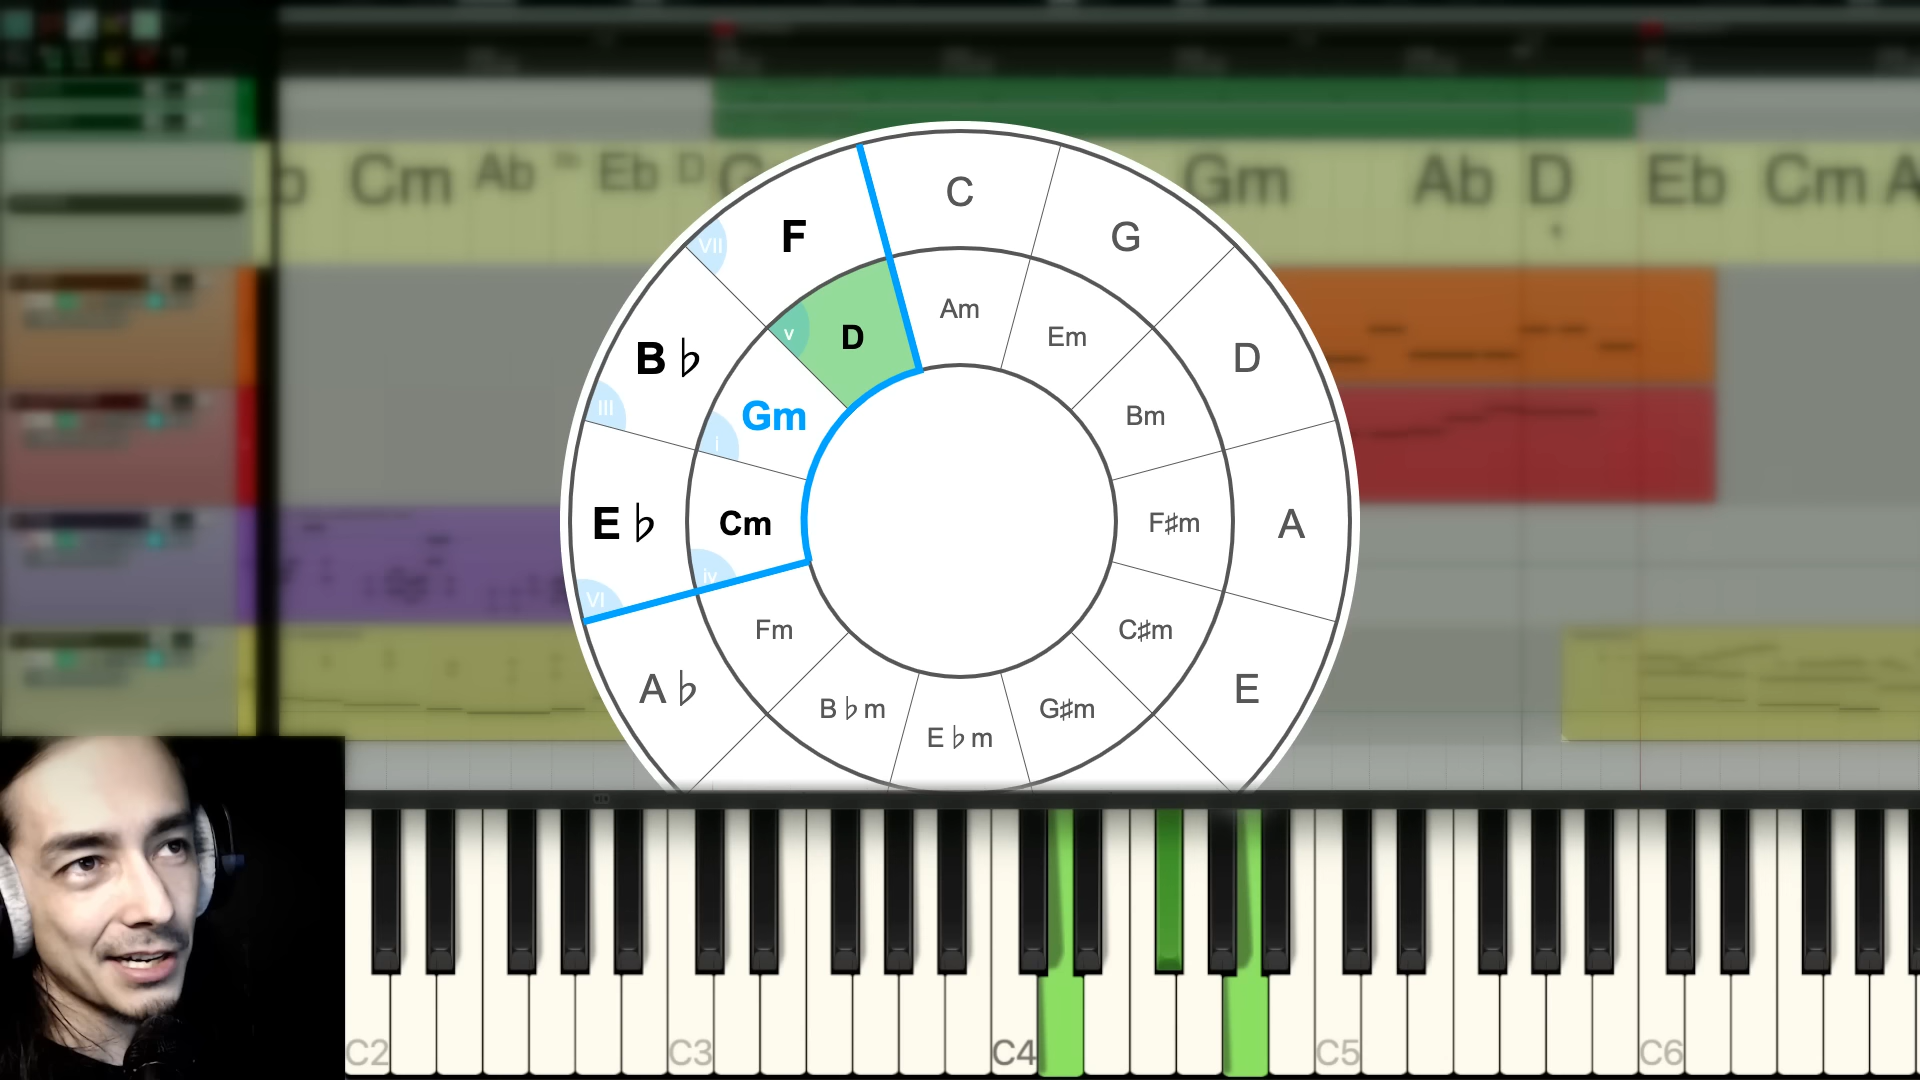 Cm Ab Eb D G Gm Ab D Eb Cm A
C
F
G
VII
Am
D
v
Em
B♭
D
III
Gm
i
Bm
E♭
Cm
F♯m
A
VI
iv
Fm
C♯m
A♭
B♭m
E♭m
G♯m
E
C2 C3 C4 C5 C6